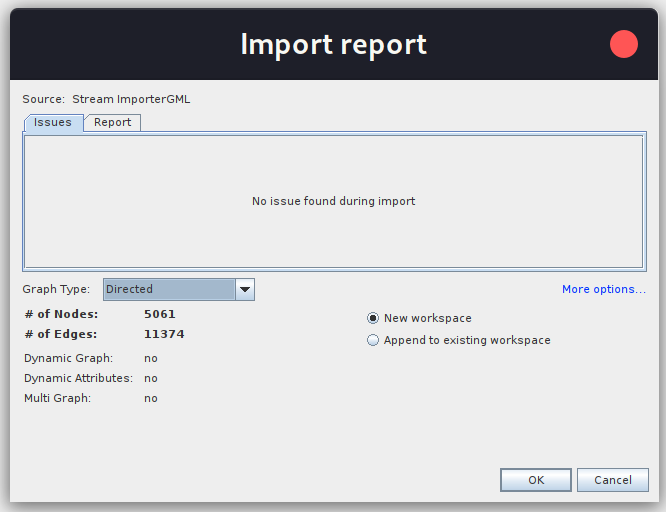 Import report
Source: Stream ImporterGML
Issues Report
No issue found during import
Graph Type: Directed More options...
# of Nodes: 5061
# of Edges: 11374
Dynamic Graph: no
Dynamic Attributes: no
Multi Graph: no
New workspace
Append to existing workspace
OK Cancel